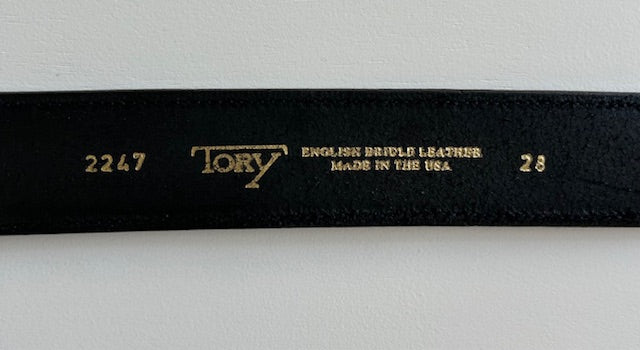 2247
TORY
ENGLISH BRIDLE LEATHER
MADE IN THE USA
28